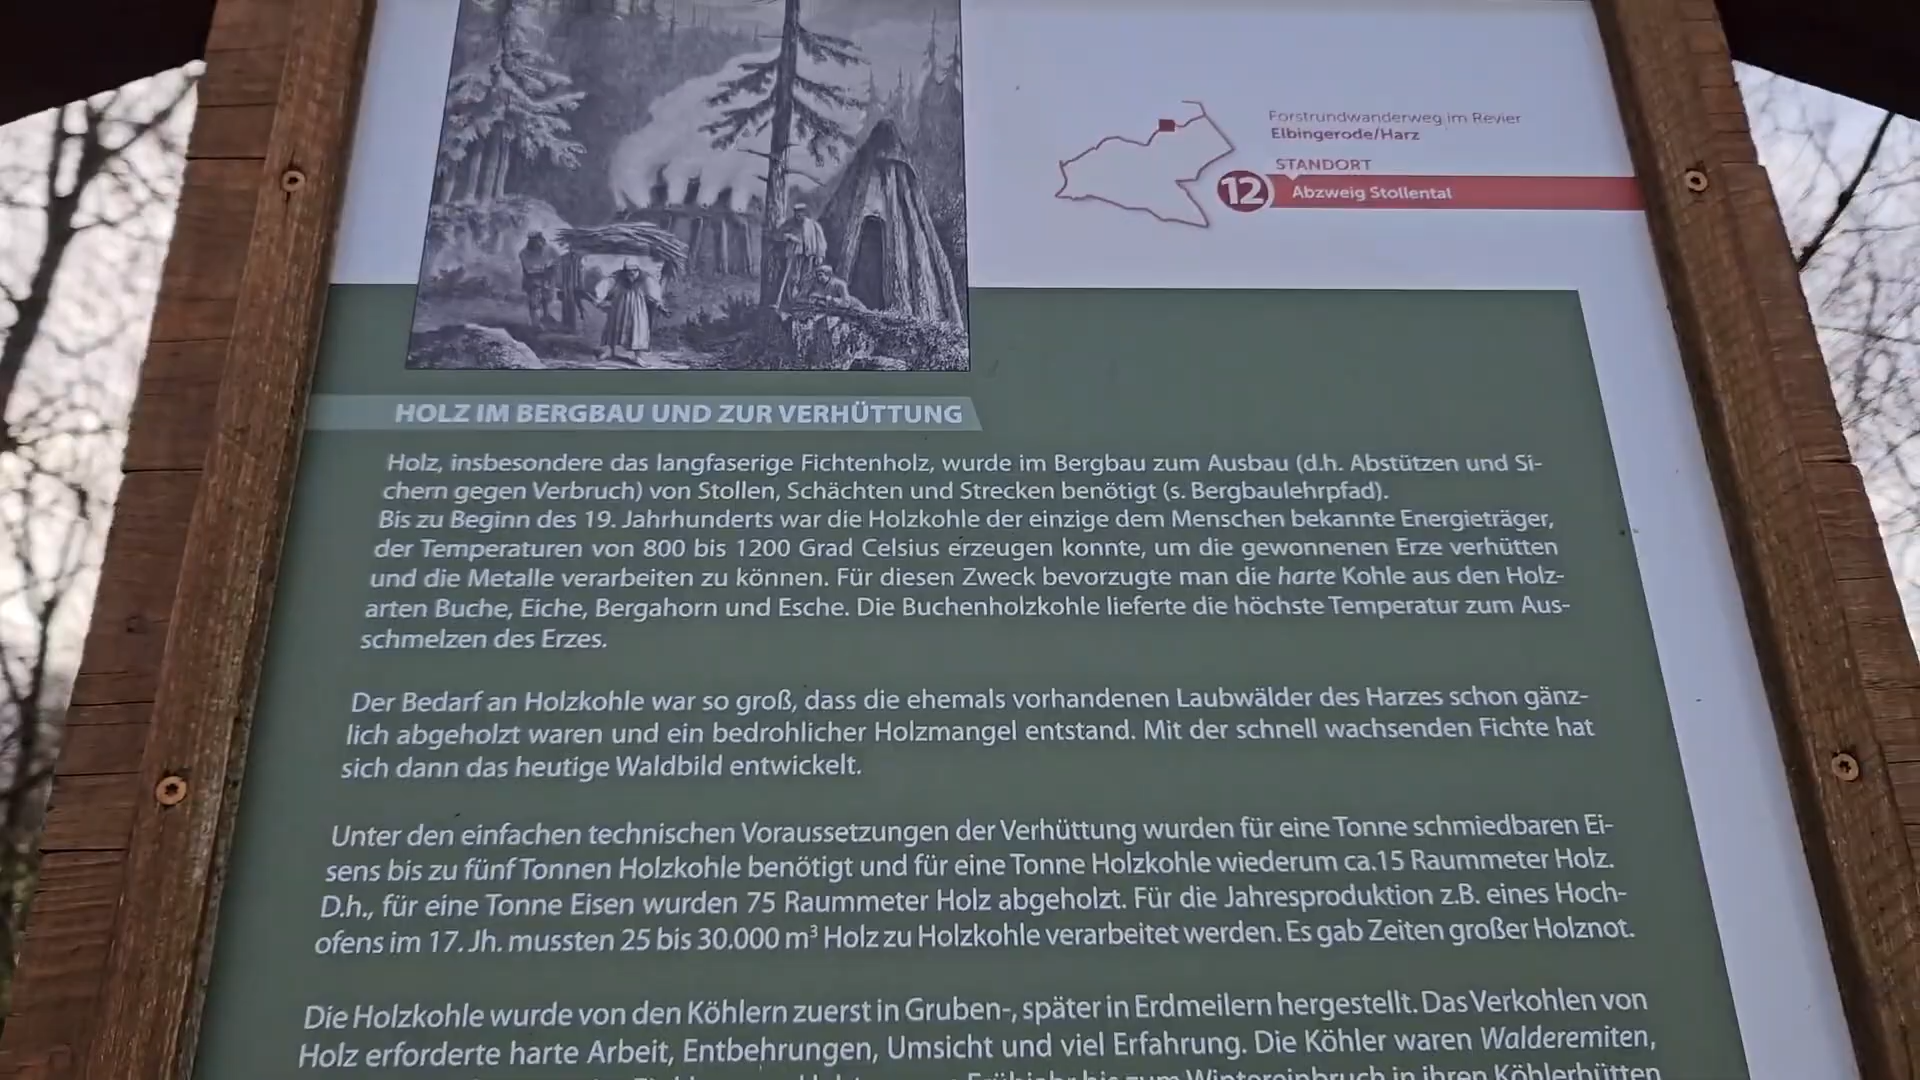 Forstrundwanderweg im Revier
Elbingerode/Harz
STANDORT
12 Abzweig Stollental
HOLZ IM BERGBAU UND ZUR VERHÜTTUNG
Holz, insbesondere das langfaserige Fichtenholz, wurde im Bergbau zum Ausbau (d.h. Abstützen und Si-
chern gegen Verbruch) von Stollen, Schächten und Strecken benötigt (s. Bergbaulehrpfad).
Bis zu Beginn des 19. Jahrhunderts war die Holzkohle der einzige dem Menschen bekannte Energieträger,
der Temperaturen von 800 bis 1200 Grad Celsius erzeugen konnte, um die gewonnenen Erze verhütten
und die Metalle verarbeiten zu können. Für diesen Zweck bevorzugte man die harte Kohle aus den Holz-
arten Buche, Eiche, Bergahorn und Esche. Die Buchenholzkohle lieferte die höchste Temperatur zum Aus-
schmelzen des Erzes.
Der Bedarf an Holzkohle war so groß, dass die ehemals vorhandenen Laubwälder des Harzes schon gänz-
lich abgeholzt waren und ein bedrohlicher Holzmangel entstand. Mit der schnell wachsenden Fichte hat
sich dann das heutige Waldbild entwickelt.
Unter den einfachen technischen Voraussetzungen der Verhüttung wurden für eine Tonne schmiedbaren Ei-
sens bis zu fünf Tonnen Holzkohle benötigt und für eine Tonne Holzkohle wiederum ca.15 Raummeter Holz.
D.h., für eine Tonne Eisen wurden 75 Raummeter Holz abgeholzt. Für die Jahresproduktion z.B. eines Hoch-
ofens im 17. Jh. mussten 25 bis 30.000 m³ Holz zu Holzkohle verarbeitet werden. Es gab Zeiten großer Holznot.
Die Holzkohle wurde von den Köhlern zuerst in Gruben-, später in Erdmeilern hergestellt. Das Verkohlen von
Holz erforderte harte Arbeit, Entbehrungen, Umsicht und viel Erfahrung. Die Köhler waren Walderemiten,
Frühjahr bis zum Wintereinbruch in ihren Köhlerhütten